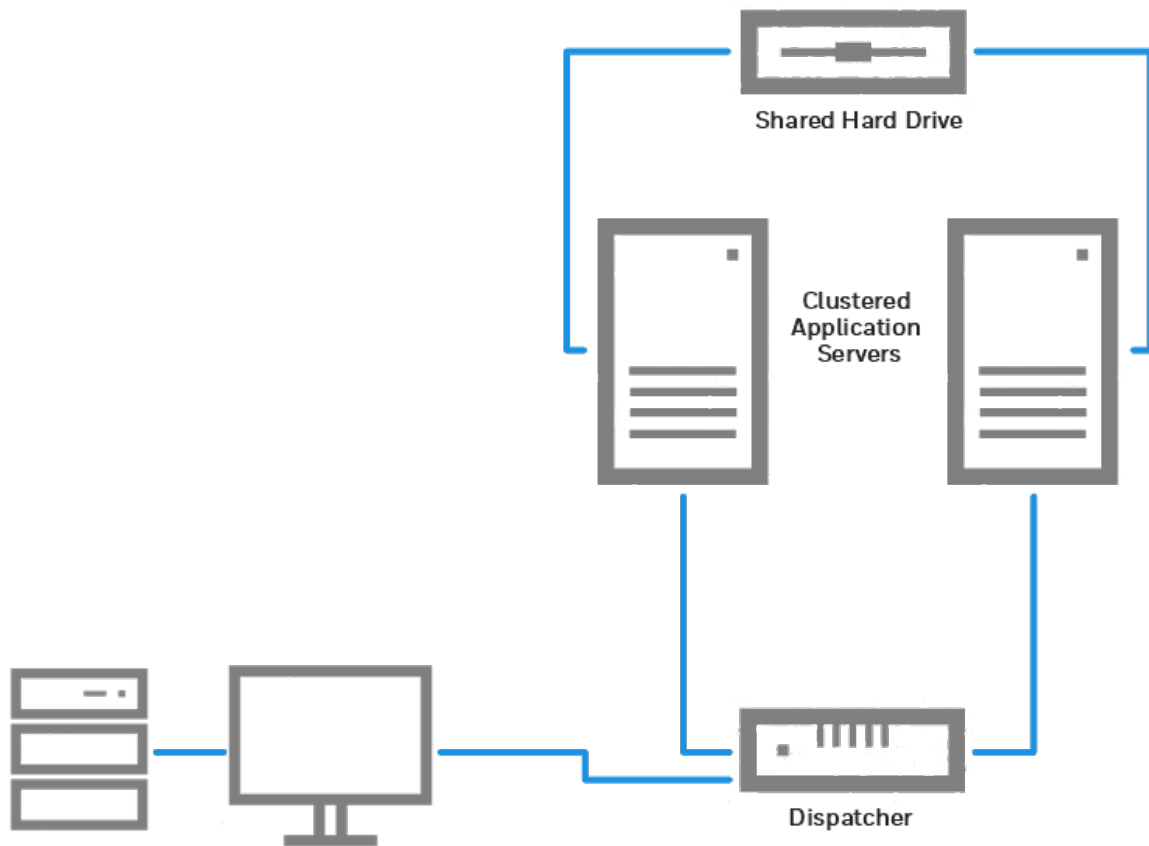 Shared Hard Drive
Clustered
Application
Servers
Dispatcher